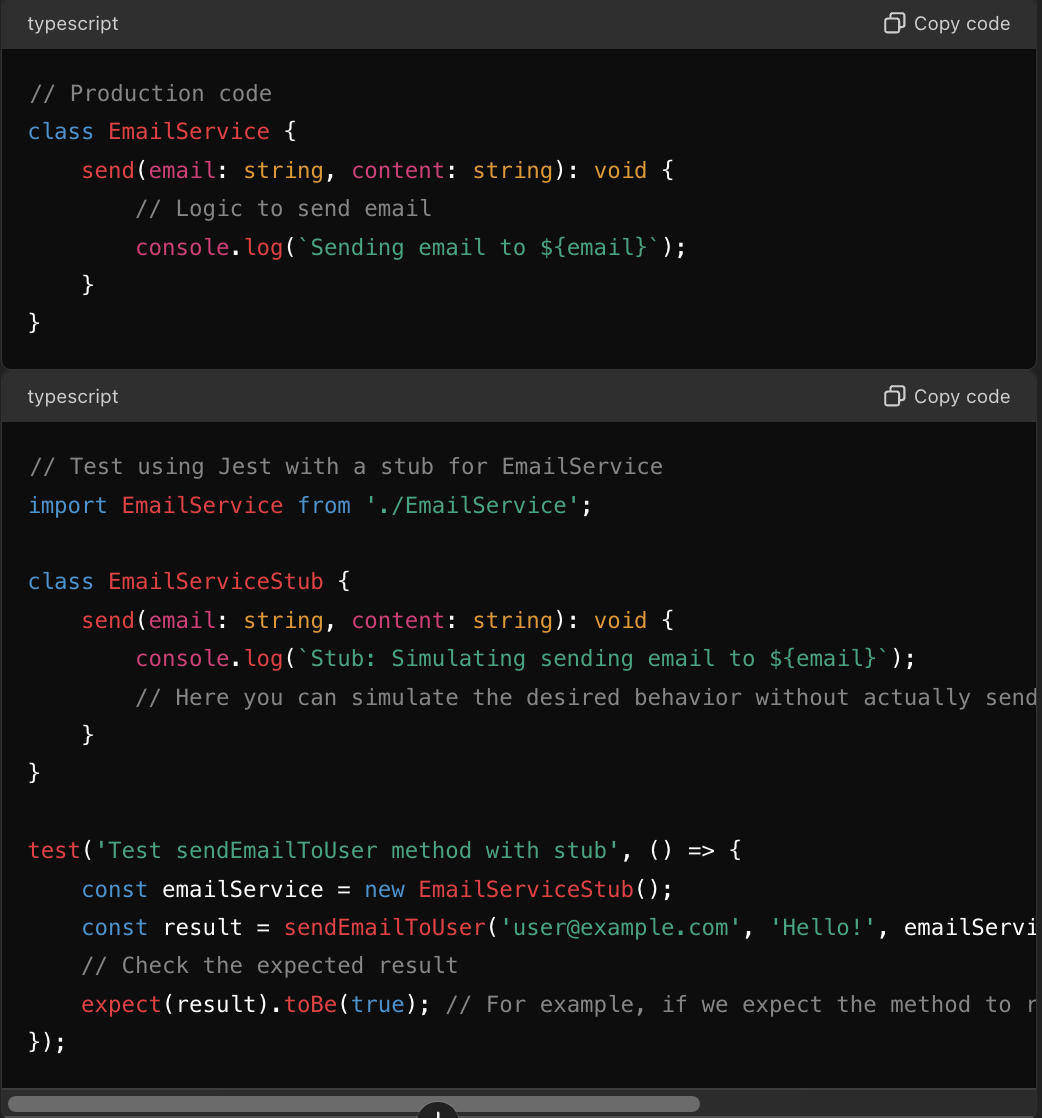 typescript
Copy code
// Production code
class EmailService {
    send(email: string, content: string): void {
        // Logic to send email
        console.log(`Sending email to ${email}`);
    }
}
typescript
Copy code
// Test using Jest with a stub for EmailService
import EmailService from './EmailService';

class EmailServiceStub {
    send(email: string, content: string): void {
        console.log(`Stub: Simulating sending email to ${email}`);
        // Here you can simulate the desired behavior without actually send
    }
}

test('Test sendEmailToUser method with stub', () => {
    const emailService = new EmailServiceStub();
    const result = sendEmailToUser('user@example.com', 'Hello!', emailServi
    // Check the expected result
    expect(result).toBe(true); // For example, if we expect the method to r
});